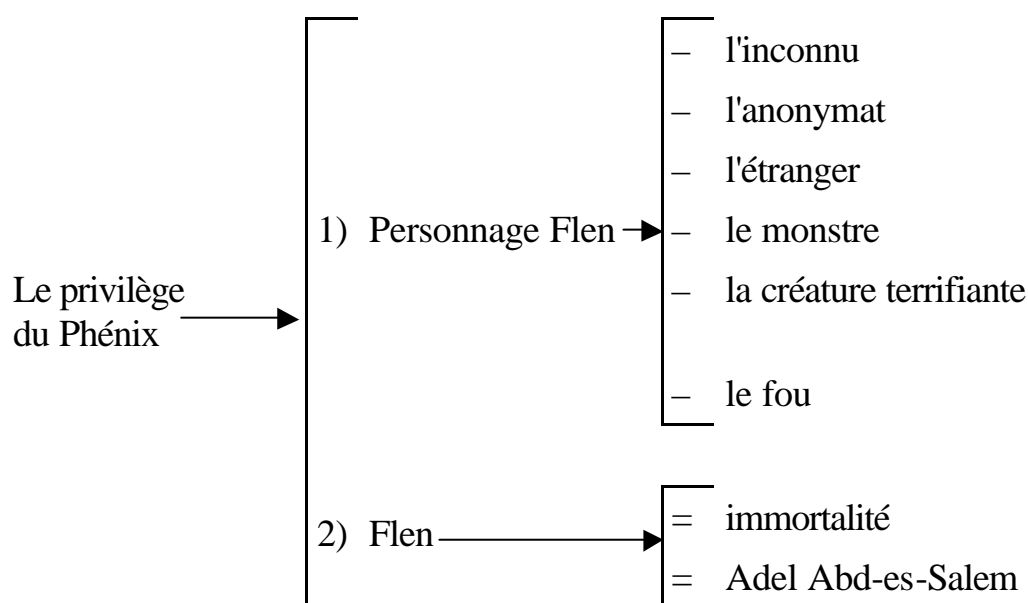 – l'inconnu
– l'anonymat
– l'étranger
1) Personnage Flen – le monstre
Le privilège
du Phénix
– la créature terrifiante
– le fou
2) Flen
= immortalité
= Adel Abd-es-Salem